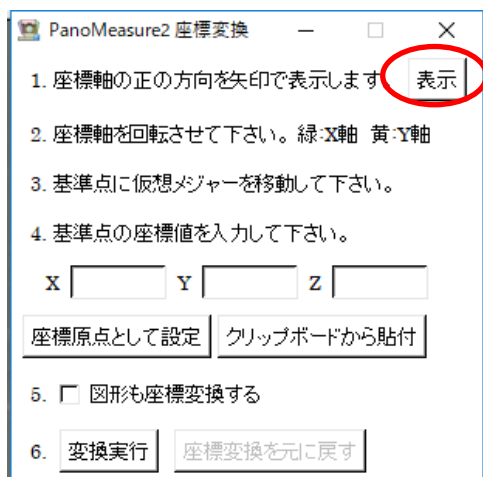 PanoMeasure2 座標変換
1. 座標軸の正の方向を矢印で表示します 表示
2. 座標軸を回転させて下さい。緑:X軸 黄:Y軸
3. 基準点に仮想メジャーを移動して下さい。
4. 基準点の座標値を入力して下さい。
X Y Z
座標原点として設定 クリップボードから貼付
5. 図形も座標変換する
6. 変換実行 座標変換を元に戻す